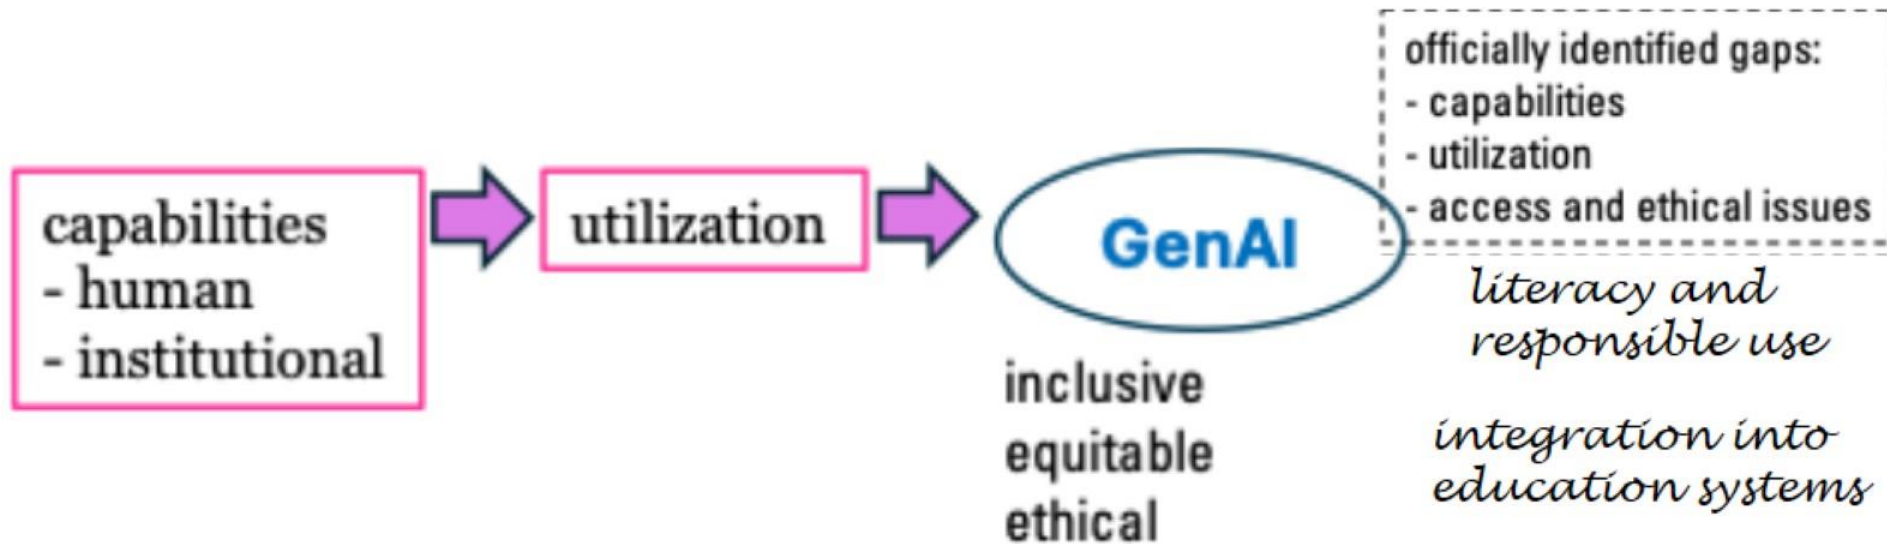 capabilities
- human
- institutional
utilization
GenAI
inclusive
equitable
ethical
officially identified gaps:
- capabilities
- utilization
- access and ethical issues
literacy and
responsible use
integration into
education systems